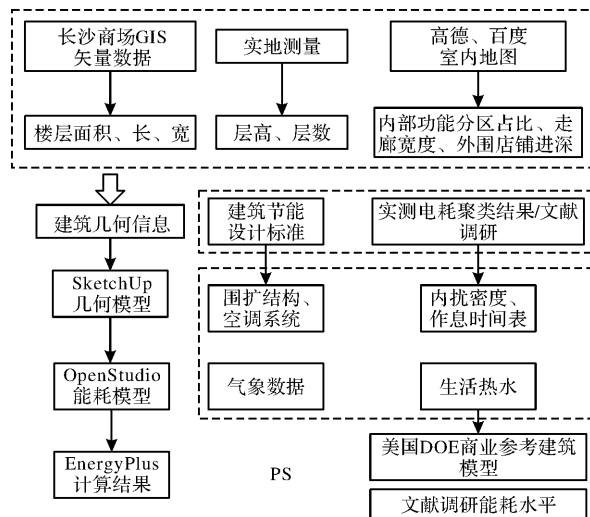 长沙商场GIS
矢量数据
实地测量
高德、百度
室内地图
楼层面积、长、宽
层高、层数
内部功能分区占比、走
廊宽度、外围店铺进深
建筑几何信息
建筑节能
设计标准
实测电耗聚类结果/文献
调研
SketchUp
几何模型
围扩结构、
空调系统
内扰密度、
作息时间表
OpenStudio
能耗模型
气象数据
生活热水
EnergyPlus
计算结果
PS
美国DOE商业参考建筑
模型
文献调研能耗水平